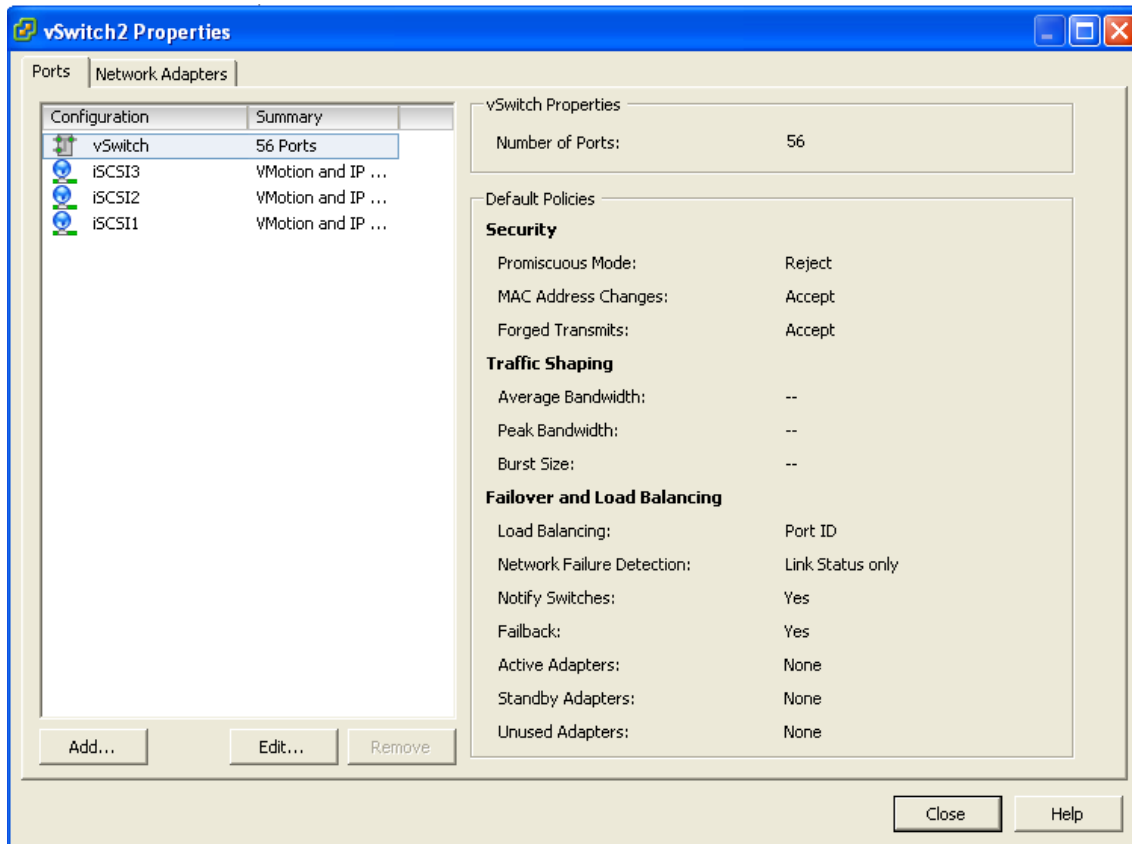 vSwitch2 Properties
Ports Network Adapters
Configuration Summary
vSwitch 56 Ports
iSCSI3 VMotion and IP ...
iSCSI2 VMotion and IP ...
iSCSI1 VMotion and IP ...
Add... Edit... Remove
vSwitch Properties
Number of Ports: 56
Default Policies
Security
Promiscuous Mode: Reject
MAC Address Changes: Accept
Forged Transmits: Accept
Traffic Shaping
Average Bandwidth: --
Peak Bandwidth: --
Burst Size: --
Failover and Load Balancing
Load Balancing: Port ID
Network Failure Detection: Link Status only
Notify Switches: Yes
Failback: Yes
Active Adapters: None
Standby Adapters: None
Unused Adapters: None
Close Help